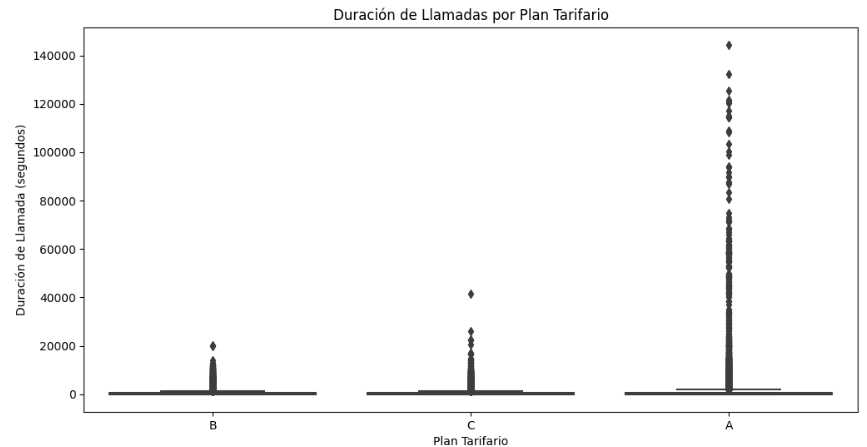 Duración de Llamadas por Plan Tarifario
Duración de Llamada (segundos)
140000
120000
100000
80000
60000
40000
20000
0
B C A
Plan Tarifario